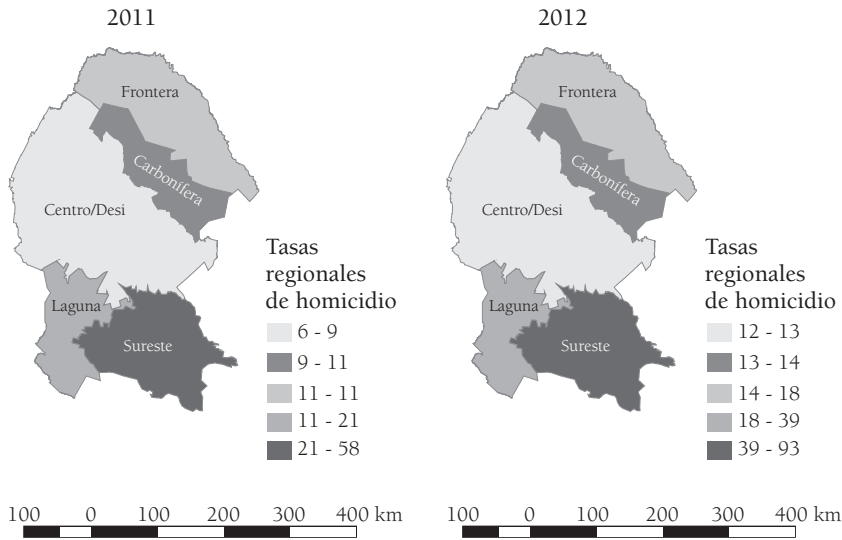 2011
Frontera
Carbonífera
Centro/Desi
Laguna
Sureste
Tasas
regionales
de homicidio
6 - 9
9 - 11
11 - 11
11 - 21
21 - 58
100 0 100 200 300 400 km
2012
Frontera
Carbonífera
Centro/Desi
Laguna
Sureste
Tasas
regionales
de homicidio
12 - 13
13 - 14
14 - 18
18 - 39
39 - 93
100 0 100 200 300 400 km